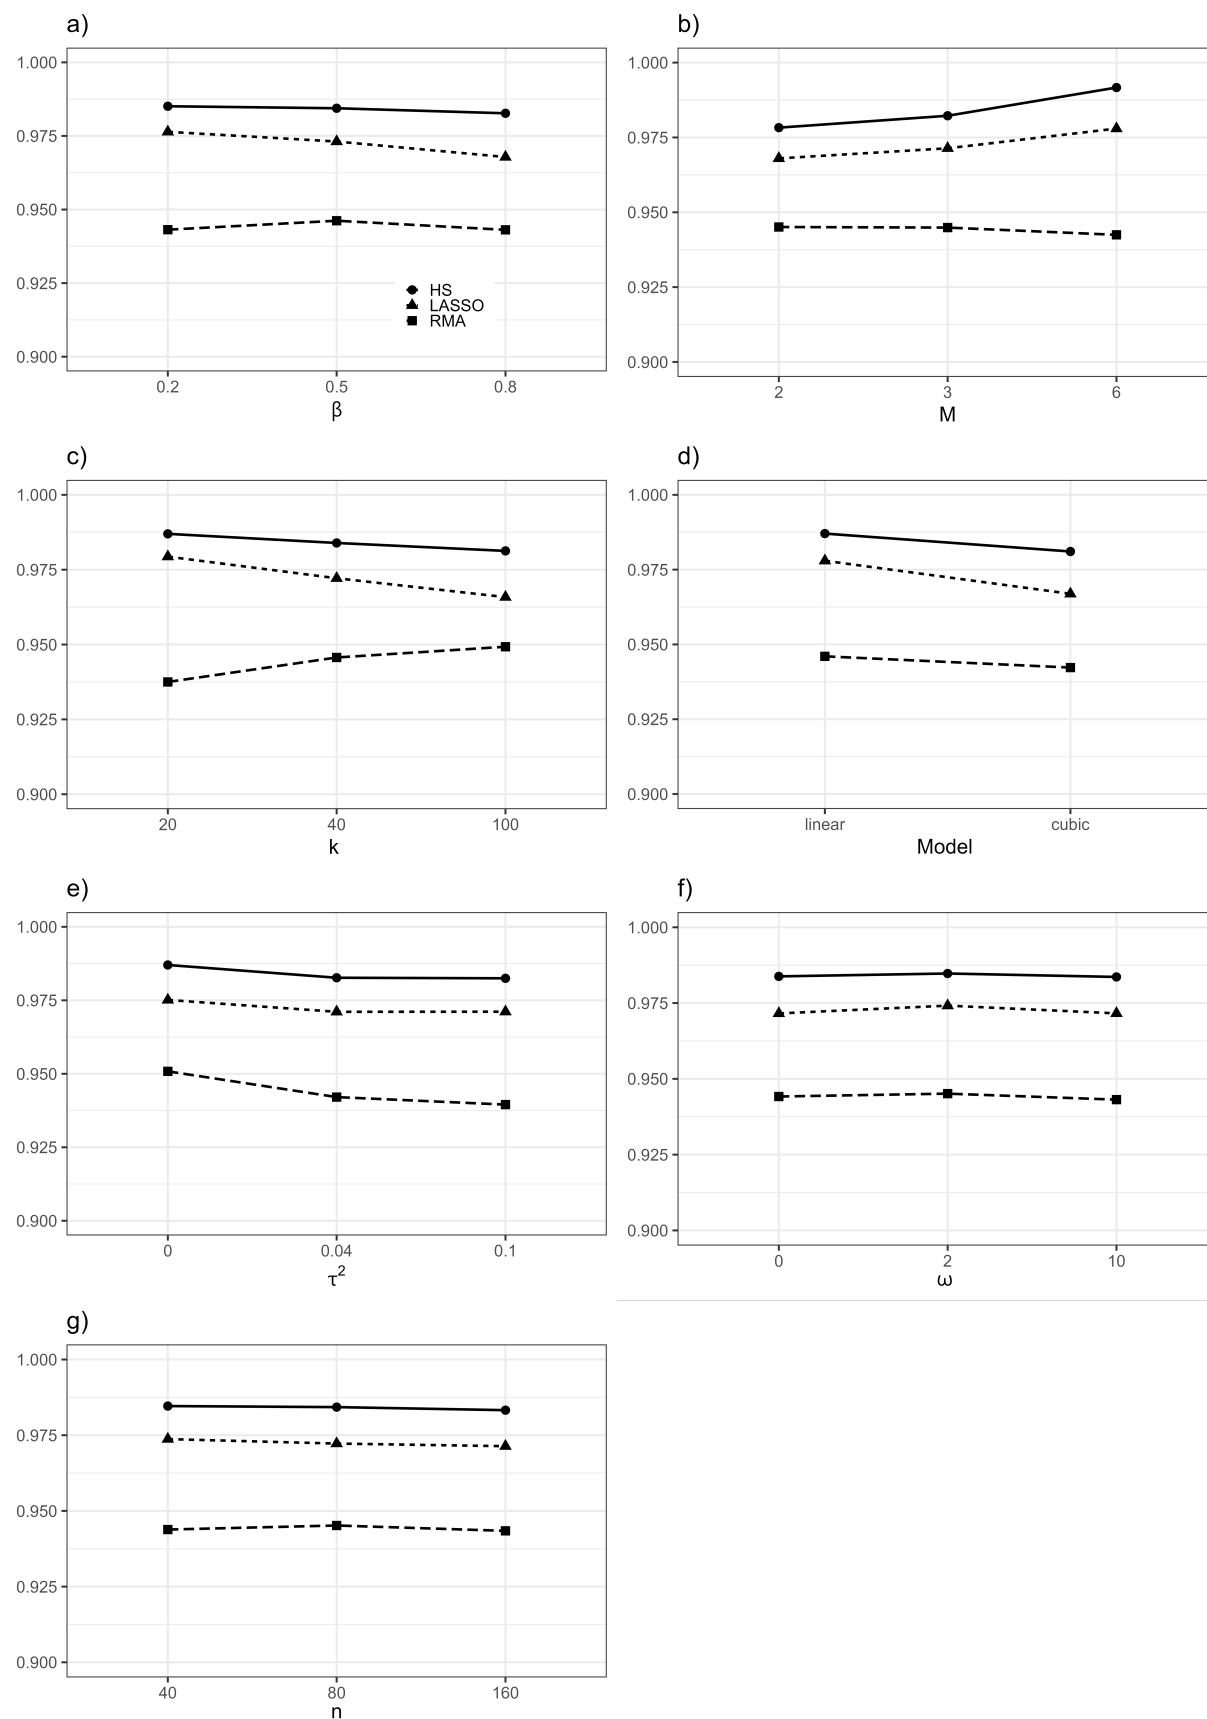 a)
1.000
0.975
0.950
0.925
0.900
HS
LASSO
RMA
0.2 0.5 0.8
β
b)
1.000
0.975
0.950
0.925
0.900
2 3 6
M
c)
1.000
0.975
0.950
0.925
0.900
20 40 100
k
d)
1.000
0.975
0.950
0.925
0.900
linear cubic
Model
e)
1.000
0.975
0.950
0.925
0.900
0 0.04 0.1
τ²
f)
1.000
0.975
0.950
0.925
0.900
0 2 10
ω
g)
1.000
0.975
0.950
0.925
0.900
40 80 160
n